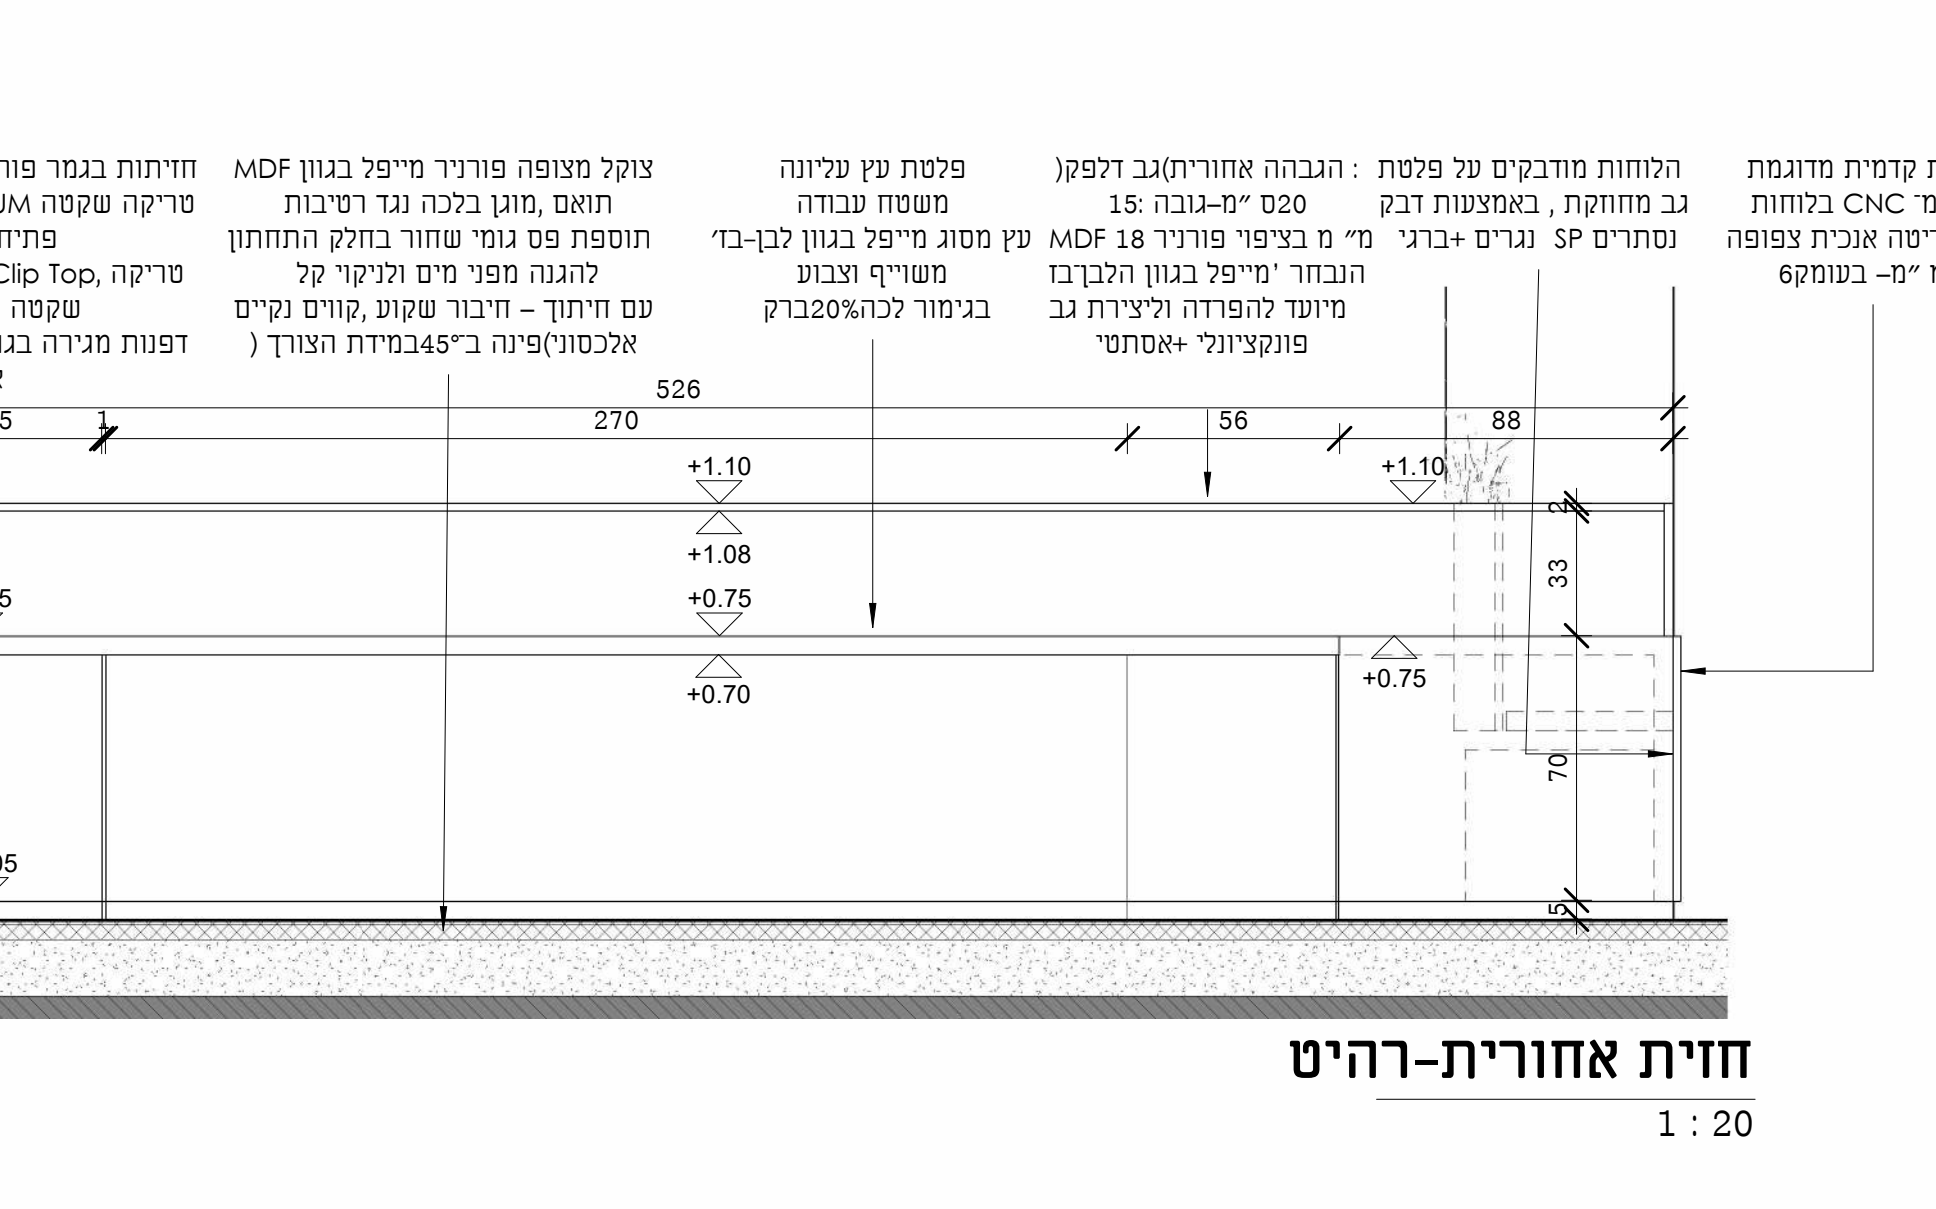 ת קדמית מדוגמת
מ־ CNC בלוחות
ריטה אנכית צפופה
מ ״מ– בעומק6
הלוחות מודבקים על פלטת
גב מחוזקת , באמצעות דבק
נסתרים SP נגרים +ברגי
: הגבהה אחורית)גב דלפק(
20ס ״מ–גובה :15
מ״ מ בציפוי פורניר MDF 18
הנבחר 'מייפל בגוון הלבן־בז
מיועד להפרדה וליצירת גב
פונקציונלי +אסתטי
פלטת עץ עליונה
משטח עבודה
עץ מסוג מייפל בגוון לבן–בז׳
משוייף וצבוע
בגימור לכה20%ברק
צוקל מצופה פורניר מייפל בגוון MDF
תואם ,מוגן בלכה נגד רטיבות
תוספת פס גומי שחור בחלק התחתון
להגנה מפני מים ולניקוי קל
עם חיתוך – חיבור שקוע ,קווים נקיים
אלכסוני)פינה ב־45°במידת הצורך (
חזיתות בגמר פור
טריקה שקטה UM
פתיח
טריקה ,Clip Top
שקטה
דפנות מגירה בגו
א
526
5 1 270 56 88
+1.10 +1.10
2
+1.08
33
5 +0.75
+0.75
+0.70
70
05
5
חזית אחורית–רהיט
1 : 20